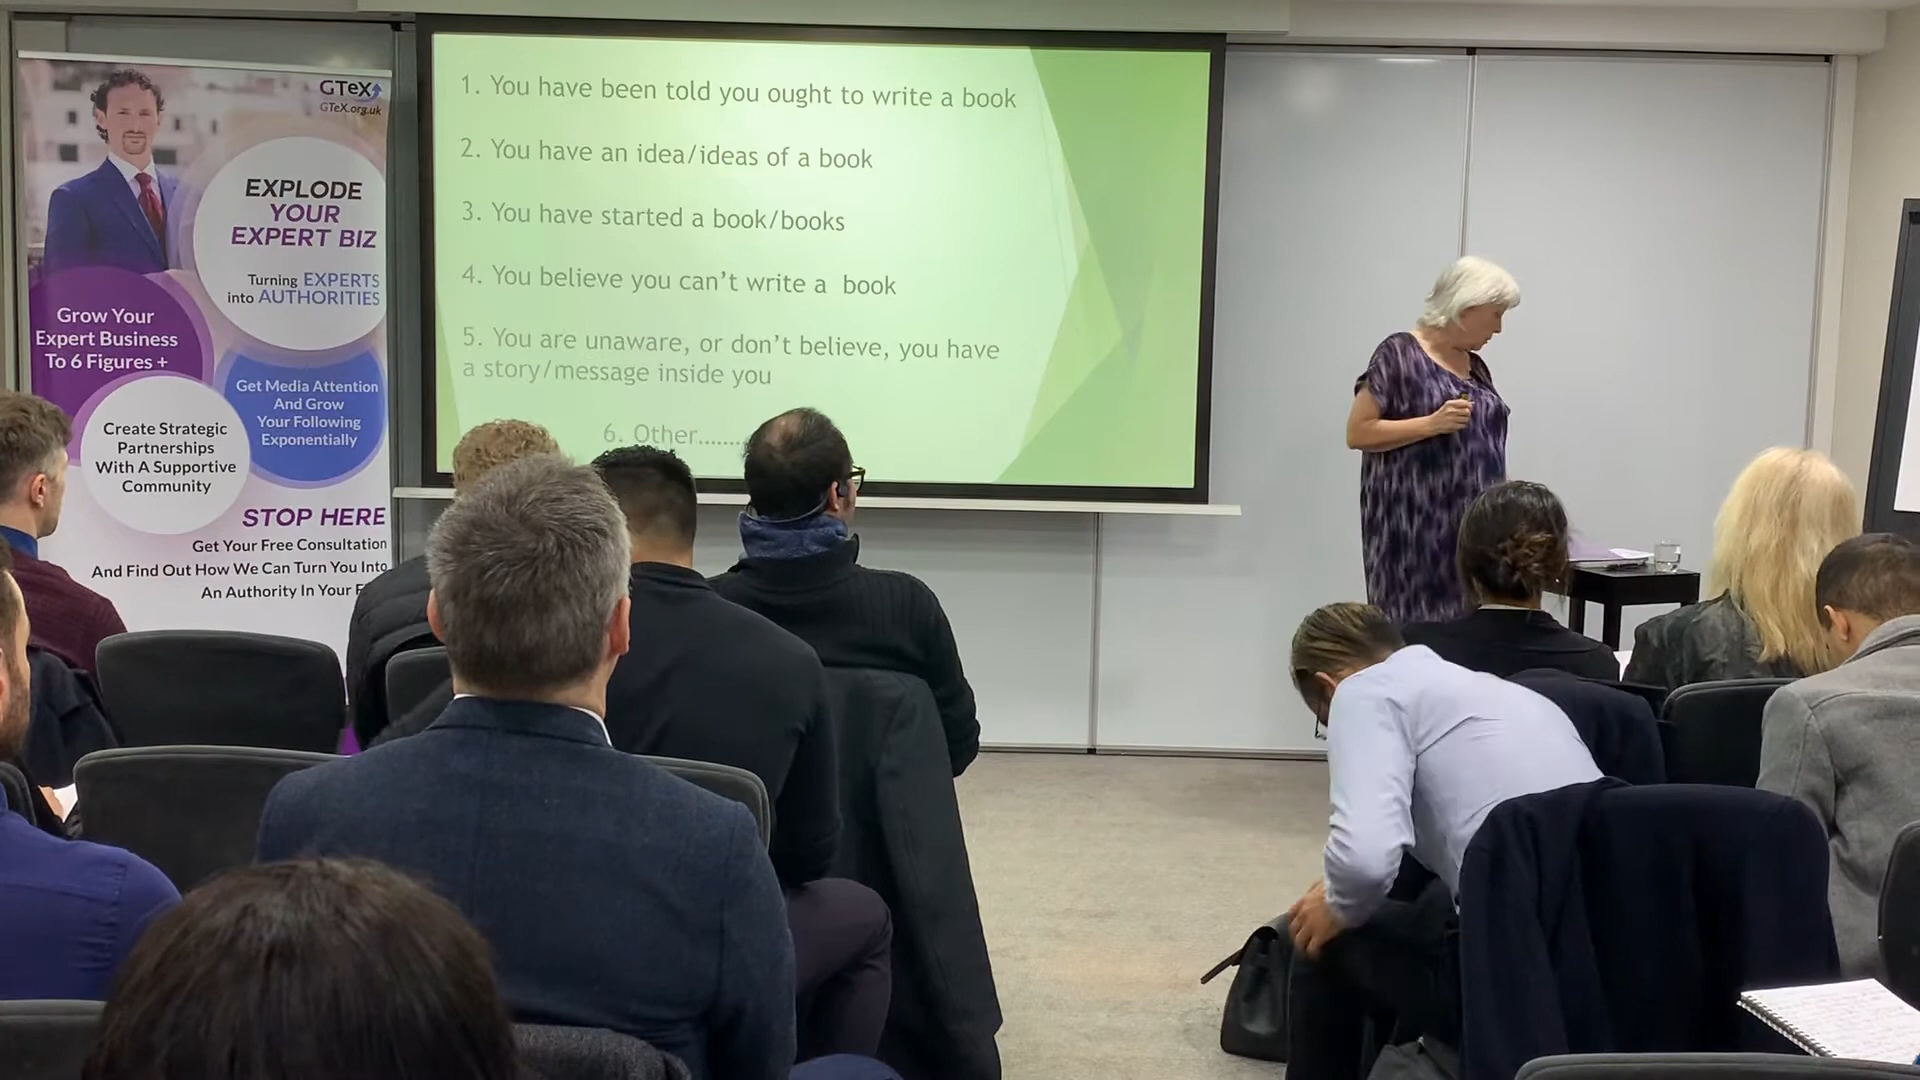 GTeX
GTeX.org.uk
EXPLODE
YOUR
EXPERT BIZ
Turning EXPERTS
into AUTHORITIES
Grow Your
Expert Business
To 6 Figures +
Get Media Attention
And Grow
Your Following
Exponentially
Create Strategic
Partnerships
With A Supportive
Community
STOP HERE
Get Your Free Consultation
And Find Out How We Can Turn You Into
An Authority In Your
1. You have been told you ought to write a book
2. You have an idea/ideas of a book
3. You have started a book/books
4. You believe you can't write a book
5. You are unaware, or don't believe, you have
a story/message inside you
6. Other........